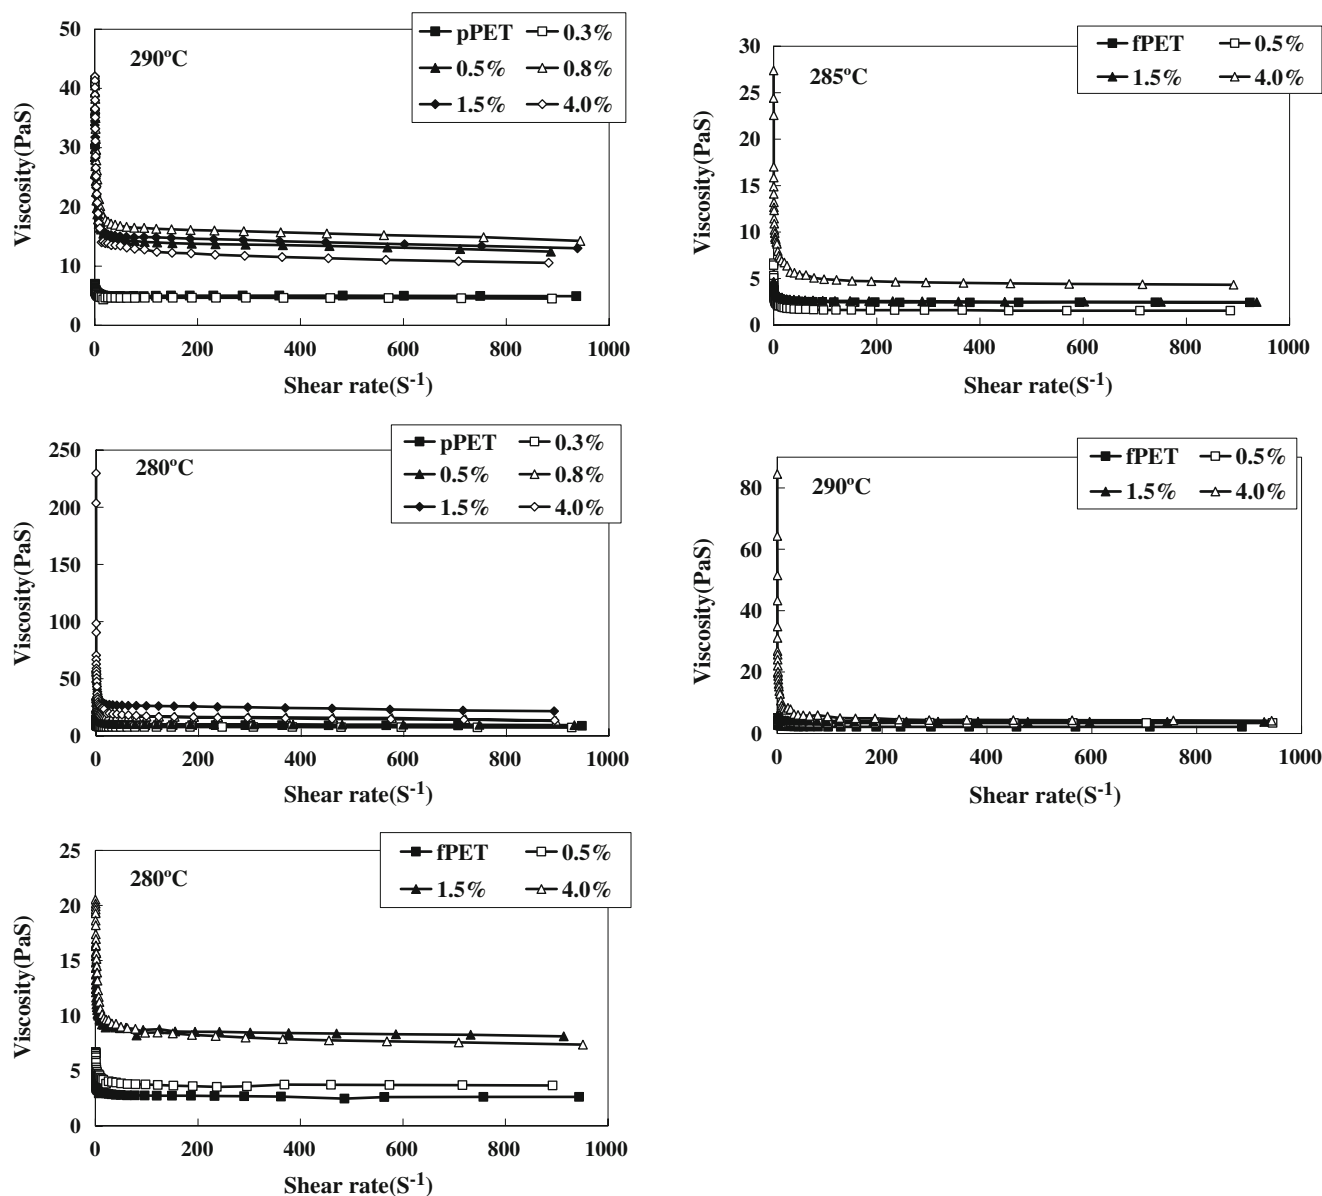 290ºC
pPET 0.3%
0.5% 0.8%
1.5% 4.0%
50
40
30
20
10
0
Viscosity(PaS)
0 200 400 600 800 1000
Shear rate(S-1)
285ºC
fPET 0.5%
1.5% 4.0%
30
25
20
15
10
5
0
Viscosity(PaS)
0 200 400 600 800 1000
Shear rate(S-1)
280ºC
pPET 0.3%
0.5% 0.8%
1.5% 4.0%
250
200
150
100
50
0
Viscosity(PaS)
0 200 400 600 800 1000
Shear rate(S-1)
290ºC
fPET 0.5%
1.5% 4.0%
80
60
40
20
0
Viscosity(PaS)
0 200 400 600 800 1000
Shear rate(S-1)
280ºC
fPET 0.5%
1.5% 4.0%
25
20
15
10
5
0
Viscosity(PaS)
0 200 400 600 800 1000
Shear rate(S-1)